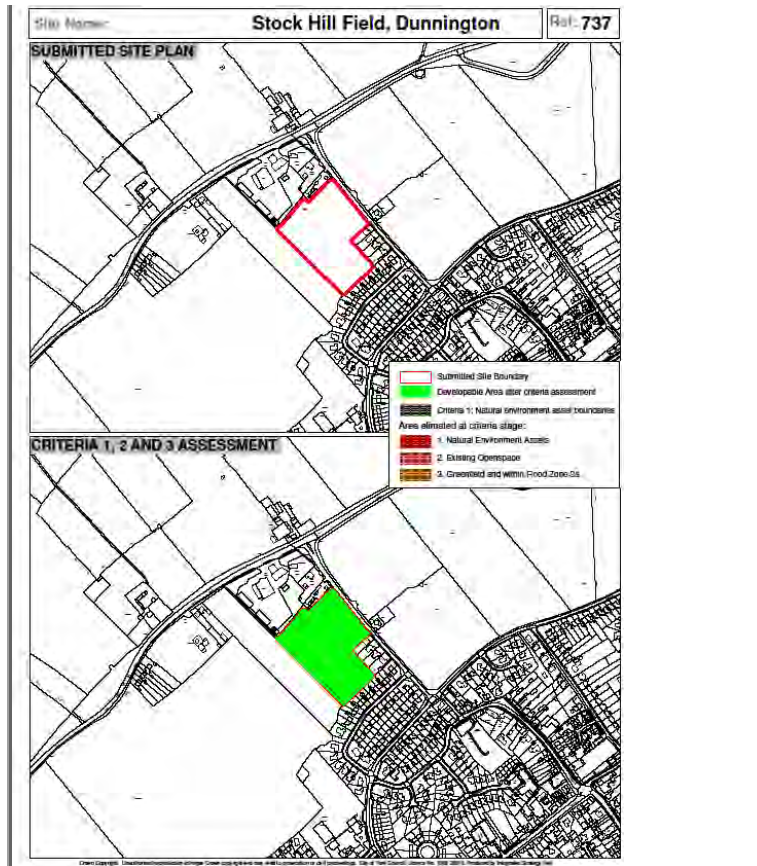 Site Name: Stock Hill Field, Dunnington Ref: 737
SUBMITTED SITE PLAN
Submitted Site Boundary
Developable Area after criteria assessment
Criteria 1: Natural environment asset boundaries
Area elimated at criteria stage:
1. Natural Environment Assets
2. Existing Openspace
3. Greenfield and within Flood Zone 3a
CRITERIA 1, 2 AND 3 ASSESSMENT